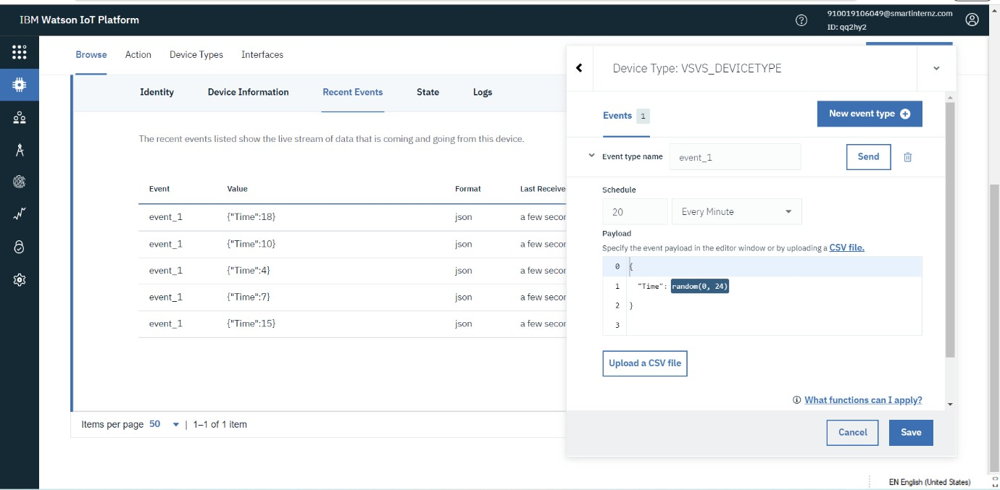 IBM Watson IoT Platform
910019106049@smartinternz.com
ID: qq2hy2
Browse Action Device Types Interfaces
Identity Device Information Recent Events State Logs
The recent events listed show the live stream of data that is coming and going from this device.
Event Value Format Last Receive
event_1 {"Time":18} json a few secon
event_1 {"Time":10} json a few secon
event_1 {"Time":4} json a few secon
event_1 {"Time":7} json a few secon
event_1 {"Time":15} json a few secon
Items per page 50 | 1–1 of 1 item
Device Type: VSVS_DEVICETYPE
Events 1
New event type
Event type name event_1 Send
Schedule
20 Every Minute
Payload
Specify the event payload in the editor window or by uploading a CSV file.
0 {
1 "Time": random(0, 24)
2 }
3
Upload a CSV file
What functions can I apply?
Cancel Save
EN English (United States)